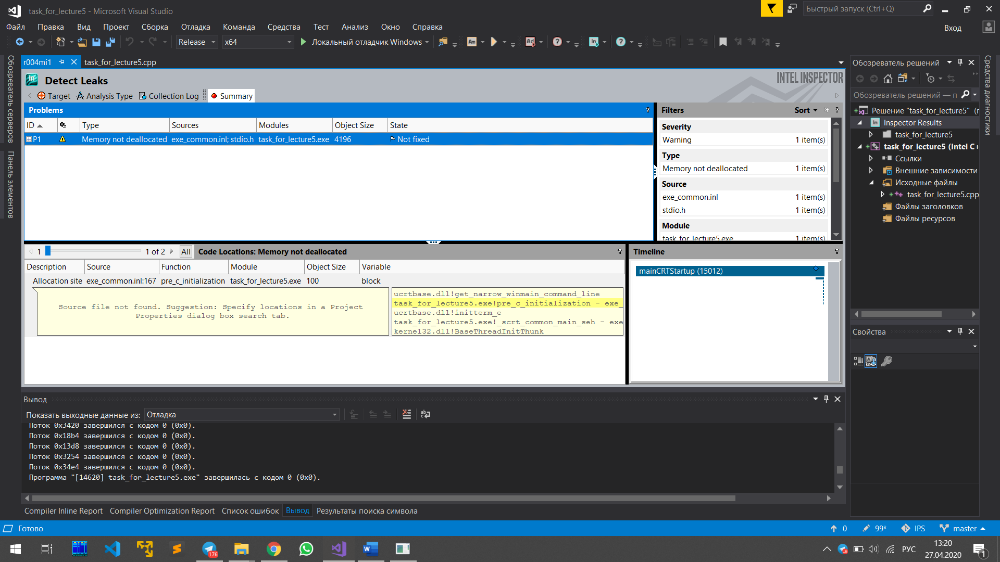 task_for_lecture5 - Microsoft Visual Studio
Быстрый запуск (Ctrl+Q)
Файл Правка Вид Проект Сборка Отладка Команда Средства Тест Анализ Окно Справка
Вход
Release x64 Локальный отладчик Windows
Обозреватель серверов
Панель элементов
r004mi1 task_for_lecture5.cpp
Detect Leaks
INTEL INSPECTOR
Target Analysis Type Collection Log Summary
Problems
ID Type Sources Modules Object Size State
P1 Memory not deallocated exe_common.inl; stdio.h task_for_lecture5.exe 4196 Not fixed
Filters Sort
Severity
Warning 1 item(s)
Type
Memory not deallocated 1 item(s)
Source
exe_common.inl 1 item(s)
stdio.h 1 item(s)
Module
task_for_lecture5.exe 1 item(s)
1 1 of 2 All Code Locations: Memory not deallocated
Description Source Function Module Object Size Variable
Allocation site exe_common.inl:167 pre_c_initialization task_for_lecture5.exe 100 block
Source file not found. Suggestion: Specify locations in a Project
Properties dialog box search tab.
ucrtbase.dll!get_narrow_winmain_command_line
task_for_lecture5.exe!pre_c_initialization - exe_
ucrtbase.dll!initterm_e
task_for_lecture5.exe!_scrt_common_main_seh - exe
kernel32.dll!BaseThreadInitThunk
Timeline
mainCRTStartup (15012)
Обозреватель решений
Обозреватель решений — п
Решение "task_for_lecture5" (г
Inspector Results
task_for_lecture5
task_for_lecture5 (Intel C+
Ссылки
Внешние зависимости
Исходные файлы
task_for_lecture5.cpp
Файлы заголовков
Файлы ресурсов
Свойства
Средства диагностики
Вывод
Показать выходные данные из: Отладка
Поток 0x3420 завершился с кодом 0 (0x0).
Поток 0x18b4 завершился с кодом 0 (0x0).
Поток 0x13d8 завершился с кодом 0 (0x0).
Поток 0x3254 завершился с кодом 0 (0x0).
Поток 0x34e4 завершился с кодом 0 (0x0).
Программа "[14620] task_for_lecture5.exe" завершилась с кодом 0 (0x0).
Compiler Inline Report Compiler Optimization Report Список ошибок Вывод Результаты поиска символа
Готово
0 99* IPS master
176
РУС
13:20
27.04.2020
1